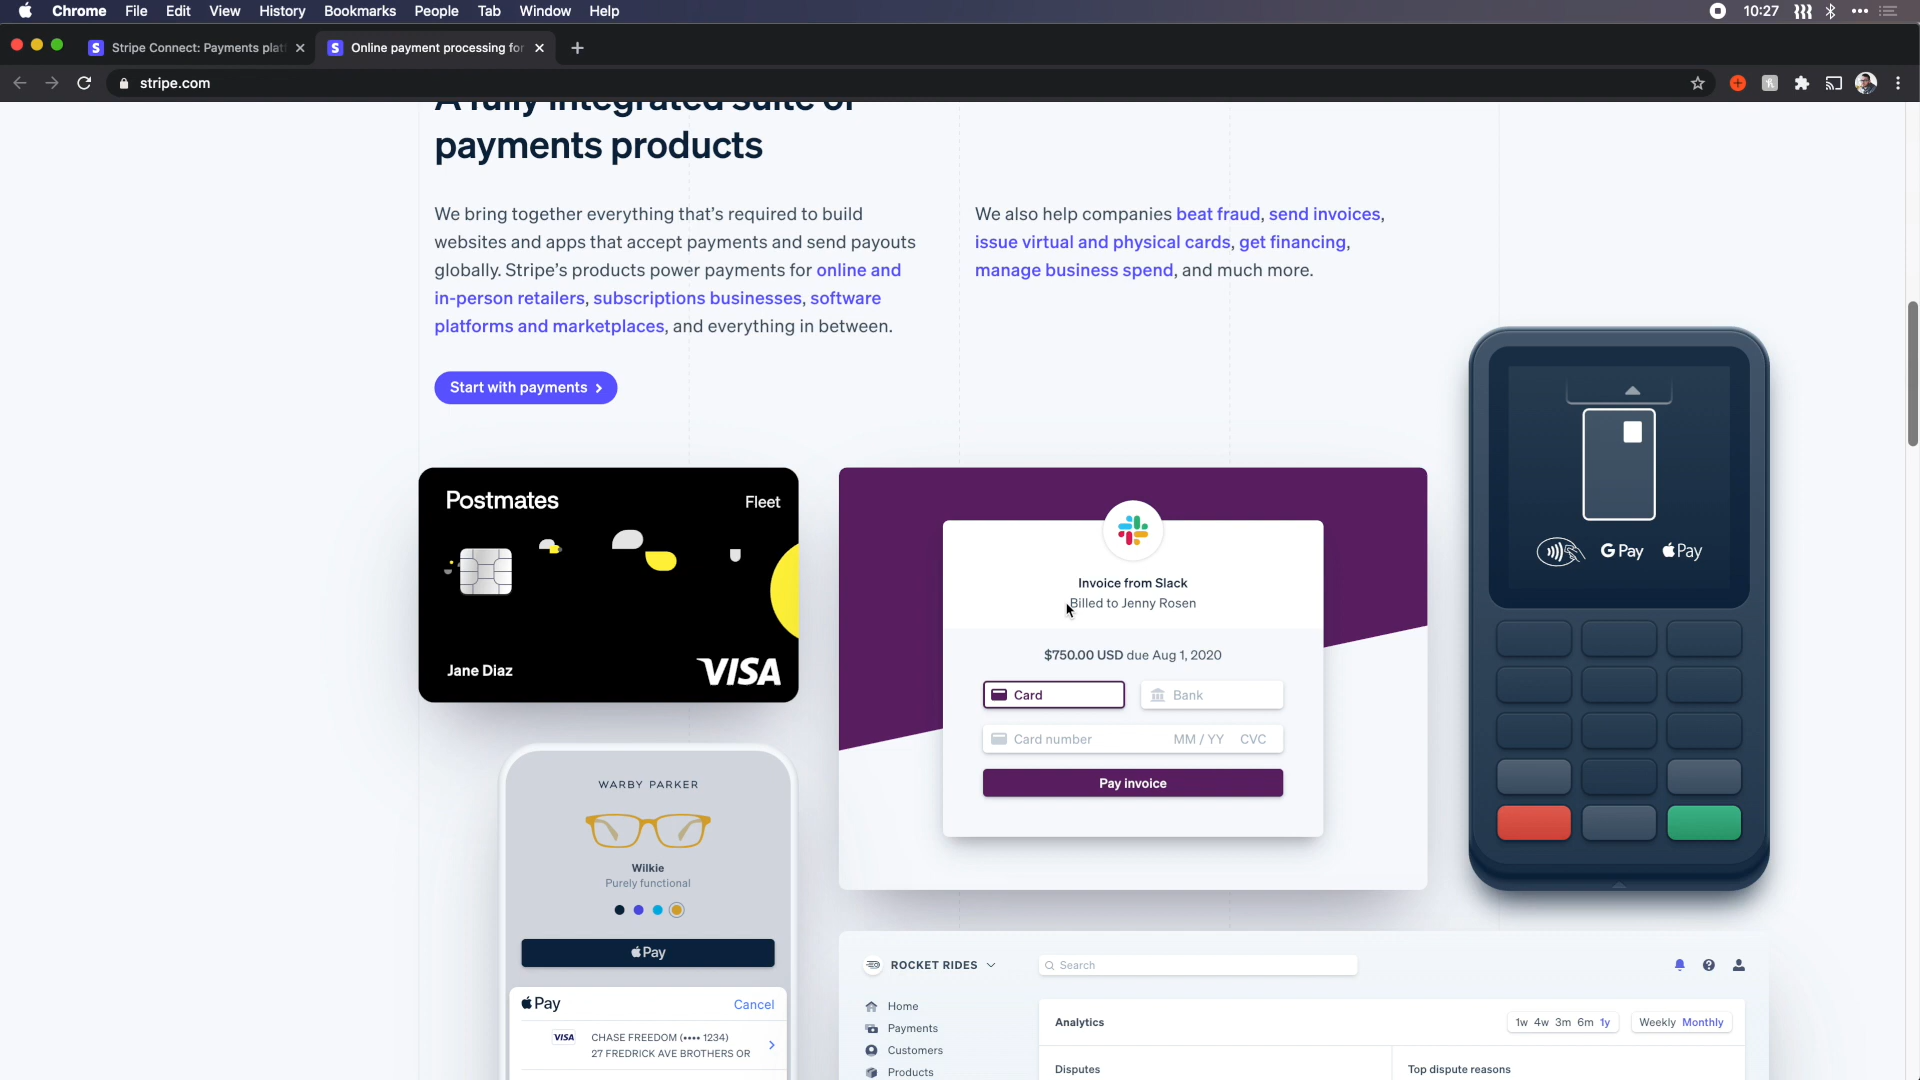 Chrome File Edit View History Bookmarks People Tab Window Help
10:27
Stripe Connect: Payments plat
Online payment processing for
stripe.com
A fully integrated suite of
payments products
We bring together everything that's required to build
websites and apps that accept payments and send payouts
globally. Stripe's products power payments for online and
in-person retailers, subscriptions businesses, software
platforms and marketplaces, and everything in between.
We also help companies beat fraud, send invoices,
issue virtual and physical cards, get financing,
manage business spend, and much more.
Start with payments
Postmates
Fleet
Jane Diaz
VISA
Invoice from Slack
Billed to Jenny Rosen
$750.00 USD due Aug 1, 2020
Card
Bank
Card number MM / YY CVC
Pay invoice
G Pay
Pay
WARBY PARKER
Wilkie
Purely functional
Pay
Pay
Cancel
VISA
CHASE FREEDOM (•••• 1234)
27 FREDRICK AVE BROTHERS OR
ROCKET RIDES
Search
Home
Payments
Customers
Products
Analytics
1w 4w 3m 6m 1y
Weekly Monthly
Disputes
Top dispute reasons